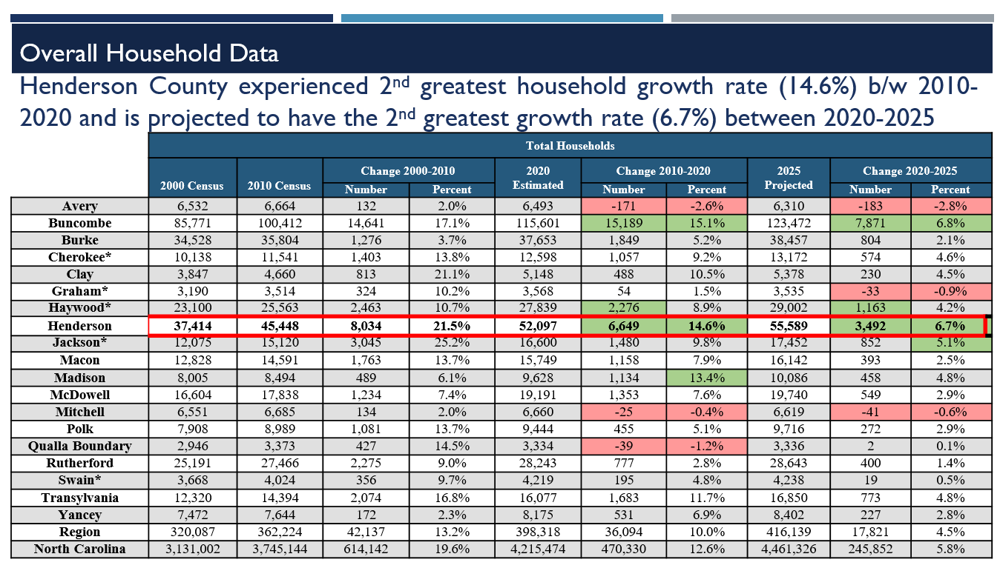 Overall Household Data
Henderson County experienced 2nd greatest household growth rate (14.6%) b/w 2010-
2020 and is projected to have the 2nd greatest growth rate (6.7%) between 2020-2025
Total Households
2000 Census 2010 Census Change 2000-2010 2020 Estimated Change 2010-2020 2025 Projected Change 2020-2025
Number Percent Number Percent Number Percent
Avery 6,532 6,664 132 2.0% 6,493 -171 -2.6% 6,310 -183 -2.8%
Buncombe 85,771 100,412 14,641 17.1% 115,601 15,189 15.1% 123,472 7,871 6.8%
Burke 34,528 35,804 1,276 3.7% 37,653 1,849 5.2% 38,457 804 2.1%
Cherokee* 10,138 11,541 1,403 13.8% 12,598 1,057 9.2% 13,172 574 4.6%
Clay 3,847 4,660 813 21.1% 5,148 488 10.5% 5,378 230 4.5%
Graham* 3,190 3,514 324 10.2% 3,568 54 1.5% 3,535 -33 -0.9%
Haywood* 23,100 25,563 2,463 10.7% 27,839 2,276 8.9% 29,002 1,163 4.2%
Henderson 37,414 45,448 8,034 21.5% 52,097 6,649 14.6% 55,589 3,492 6.7%
Jackson* 12,075 15,120 3,045 25.2% 16,600 1,480 9.8% 17,452 852 5.1%
Macon 12,828 14,591 1,763 13.7% 15,749 1,158 7.9% 16,142 393 2.5%
Madison 8,005 8,494 489 6.1% 9,628 1,134 13.4% 10,086 458 4.8%
McDowell 16,604 17,838 1,234 7.4% 19,191 1,353 7.6% 19,740 549 2.9%
Mitchell 6,551 6,685 134 2.0% 6,660 -25 -0.4% 6,619 -41 -0.6%
Polk 7,908 8,989 1,081 13.7% 9,444 455 5.1% 9,716 272 2.9%
Qualla Boundary 2,946 3,373 427 14.5% 3,334 -39 -1.2% 3,336 2 0.1%
Rutherford 25,191 27,466 2,275 9.0% 28,243 777 2.8% 28,643 400 1.4%
Swain* 3,668 4,024 356 9.7% 4,219 195 4.8% 4,238 19 0.5%
Transylvania 12,320 14,394 2,074 16.8% 16,077 1,683 11.7% 16,850 773 4.8%
Yancey 7,472 7,644 172 2.3% 8,175 531 6.9% 8,402 227 2.8%
Region 320,087 362,224 42,137 13.2% 398,318 36,094 10.0% 416,139 17,821 4.5%
North Carolina 3,131,002 3,745,144 614,142 19.6% 4,215,474 470,330 12.6% 4,461,326 245,852 5.8%